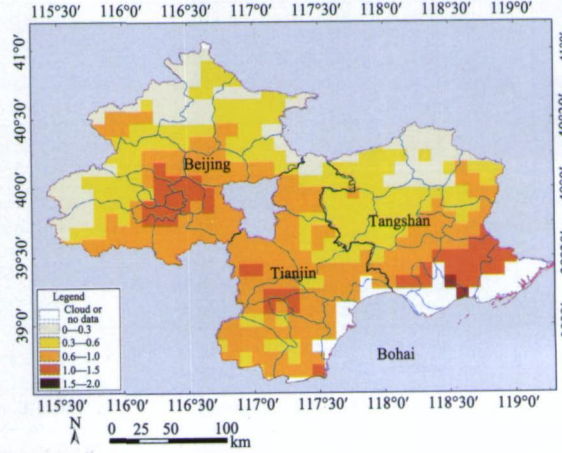 115°30' 116°0' 116°30' 117°0' 117°30' 118°0' 118°30' 119°0'
41°0'
40°30'
40°0'
39°30'
39°0'
Beijing
Tangshan
Tianjin
Bohai
Legend
Cloud or
no data
0—0.3
0.3—0.6
0.6—1.0
1.0—1.5
1.5—2.0
115°30' 116°0' 116°30' 117°0' 117°30' 118°0' 118°30' 119°0'
N
0 25 50 100
km